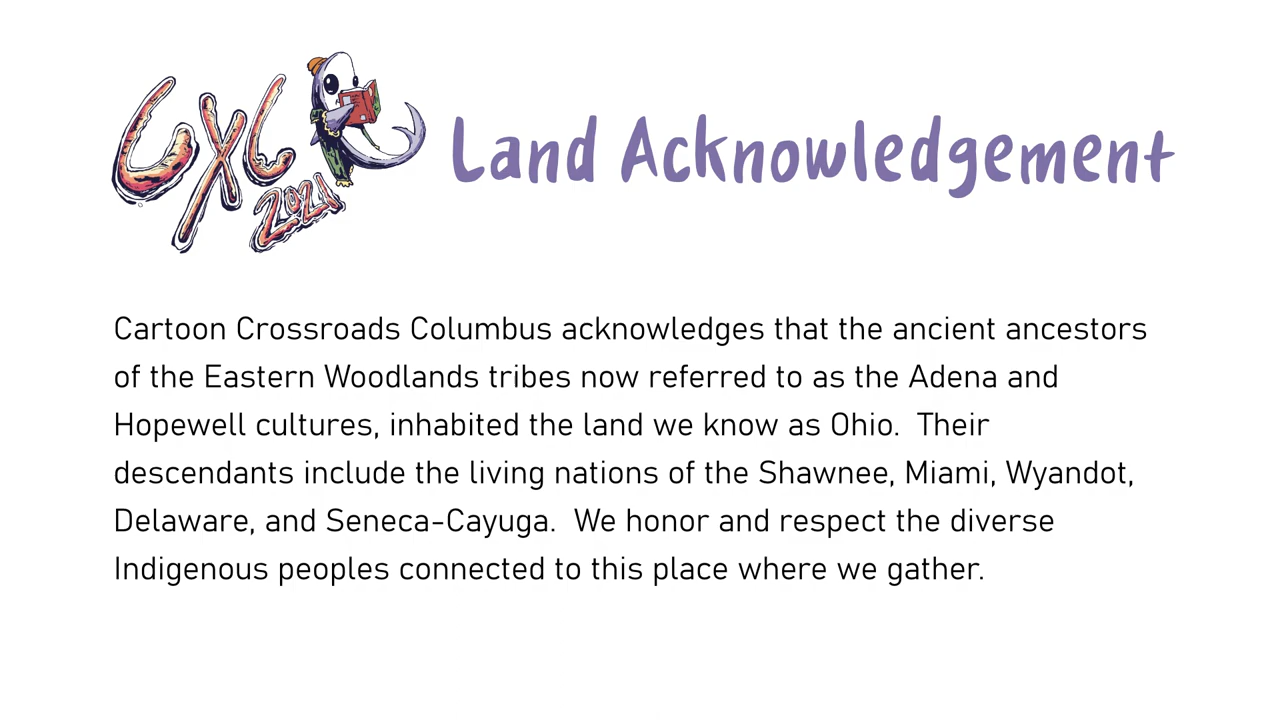 CXC
2021
Land Acknowledgement
Cartoon Crossroads Columbus acknowledges that the ancient ancestors
of the Eastern Woodlands tribes now referred to as the Adena and
Hopewell cultures, inhabited the land we know as Ohio.  Their
descendants include the living nations of the Shawnee, Miami, Wyandot,
Delaware, and Seneca-Cayuga.  We honor and respect the diverse
Indigenous peoples connected to this place where we gather.